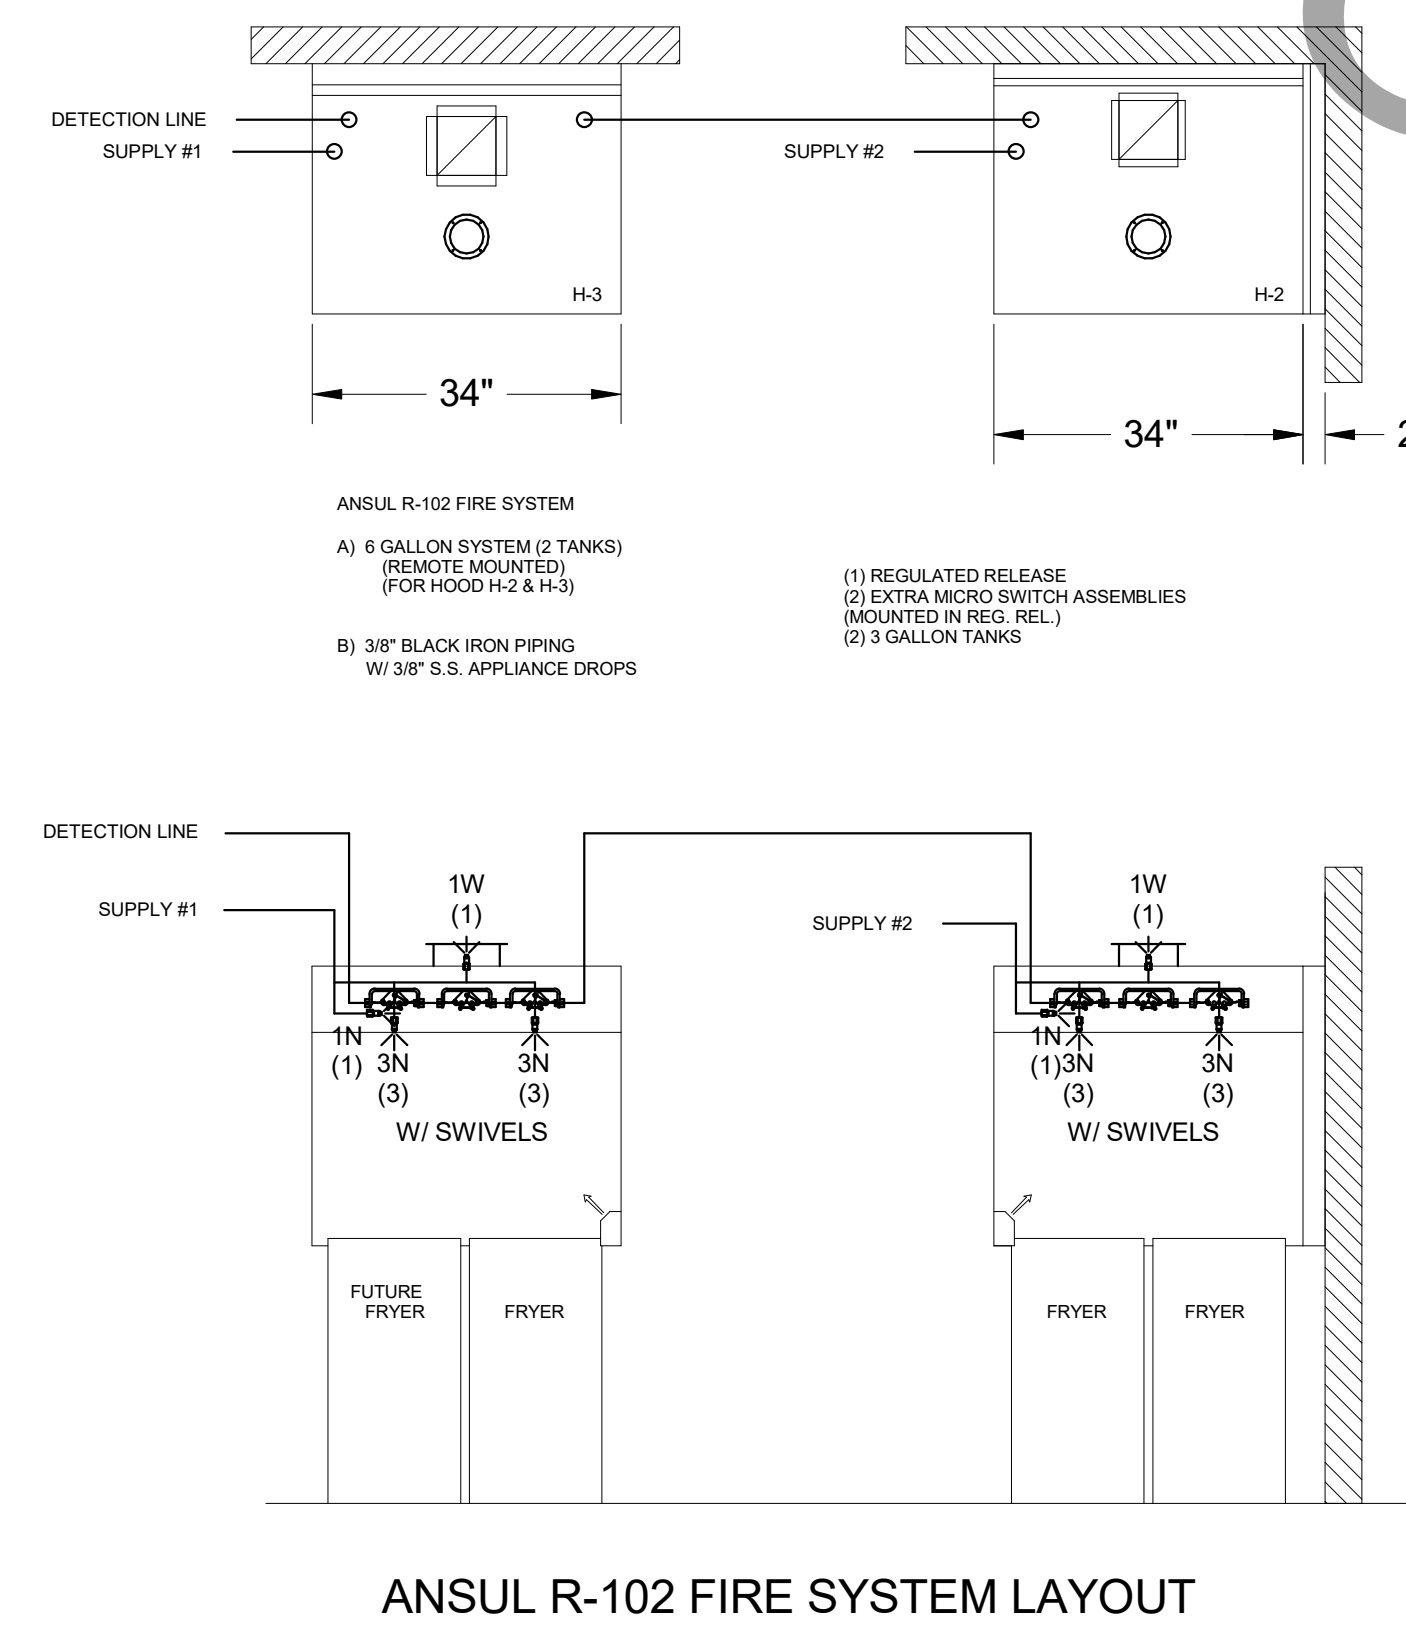 DETECTION LINE
SUPPLY #1
SUPPLY #2
H-3
H-2
34"
34"
ANSUL R-102 FIRE SYSTEM
A) 6 GALLON SYSTEM (2 TANKS)
(REMOTE MOUNTED)
(FOR HOOD H-2 & H-3)
B) 3/8" BLACK IRON PIPING
W/ 3/8" S.S. APPLIANCE DROPS
(1) REGULATED RELEASE
(2) EXTRA MICRO SWITCH ASSEMBLIES
(MOUNTED IN REG. REL.)
(2) 3 GALLON TANKS
DETECTION LINE
SUPPLY #1
1W
(1)
1N
(1)
3N
(3)
3N
(3)
W/ SWIVELS
SUPPLY #2
1W
(1)
1N
(1)
3N
(3)
3N
(3)
W/ SWIVELS
FUTURE
FRYER
FRYER
FRYER
FRYER
ANSUL R-102 FIRE SYSTEM LAYOUT